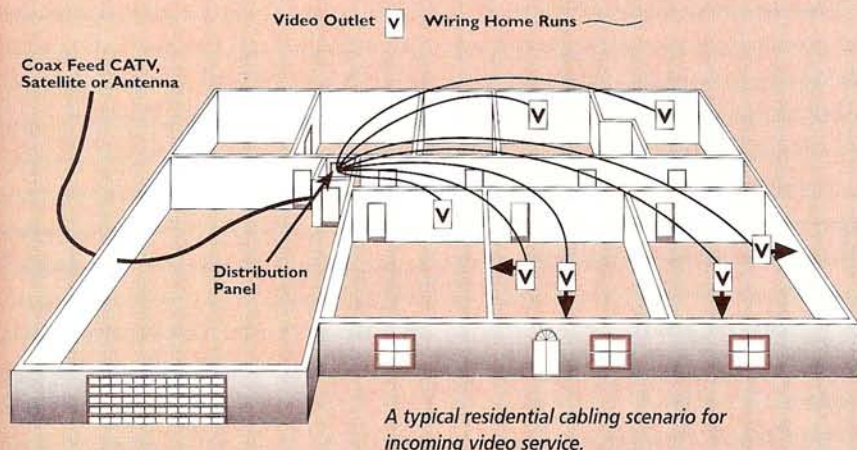 Video Outlet V Wiring Home Runs
Coax Feed CATV,
Satellite or Antenna
V V
V
V
V V V
Distribution
Panel
A typical residential cabling scenario for
incoming video service.